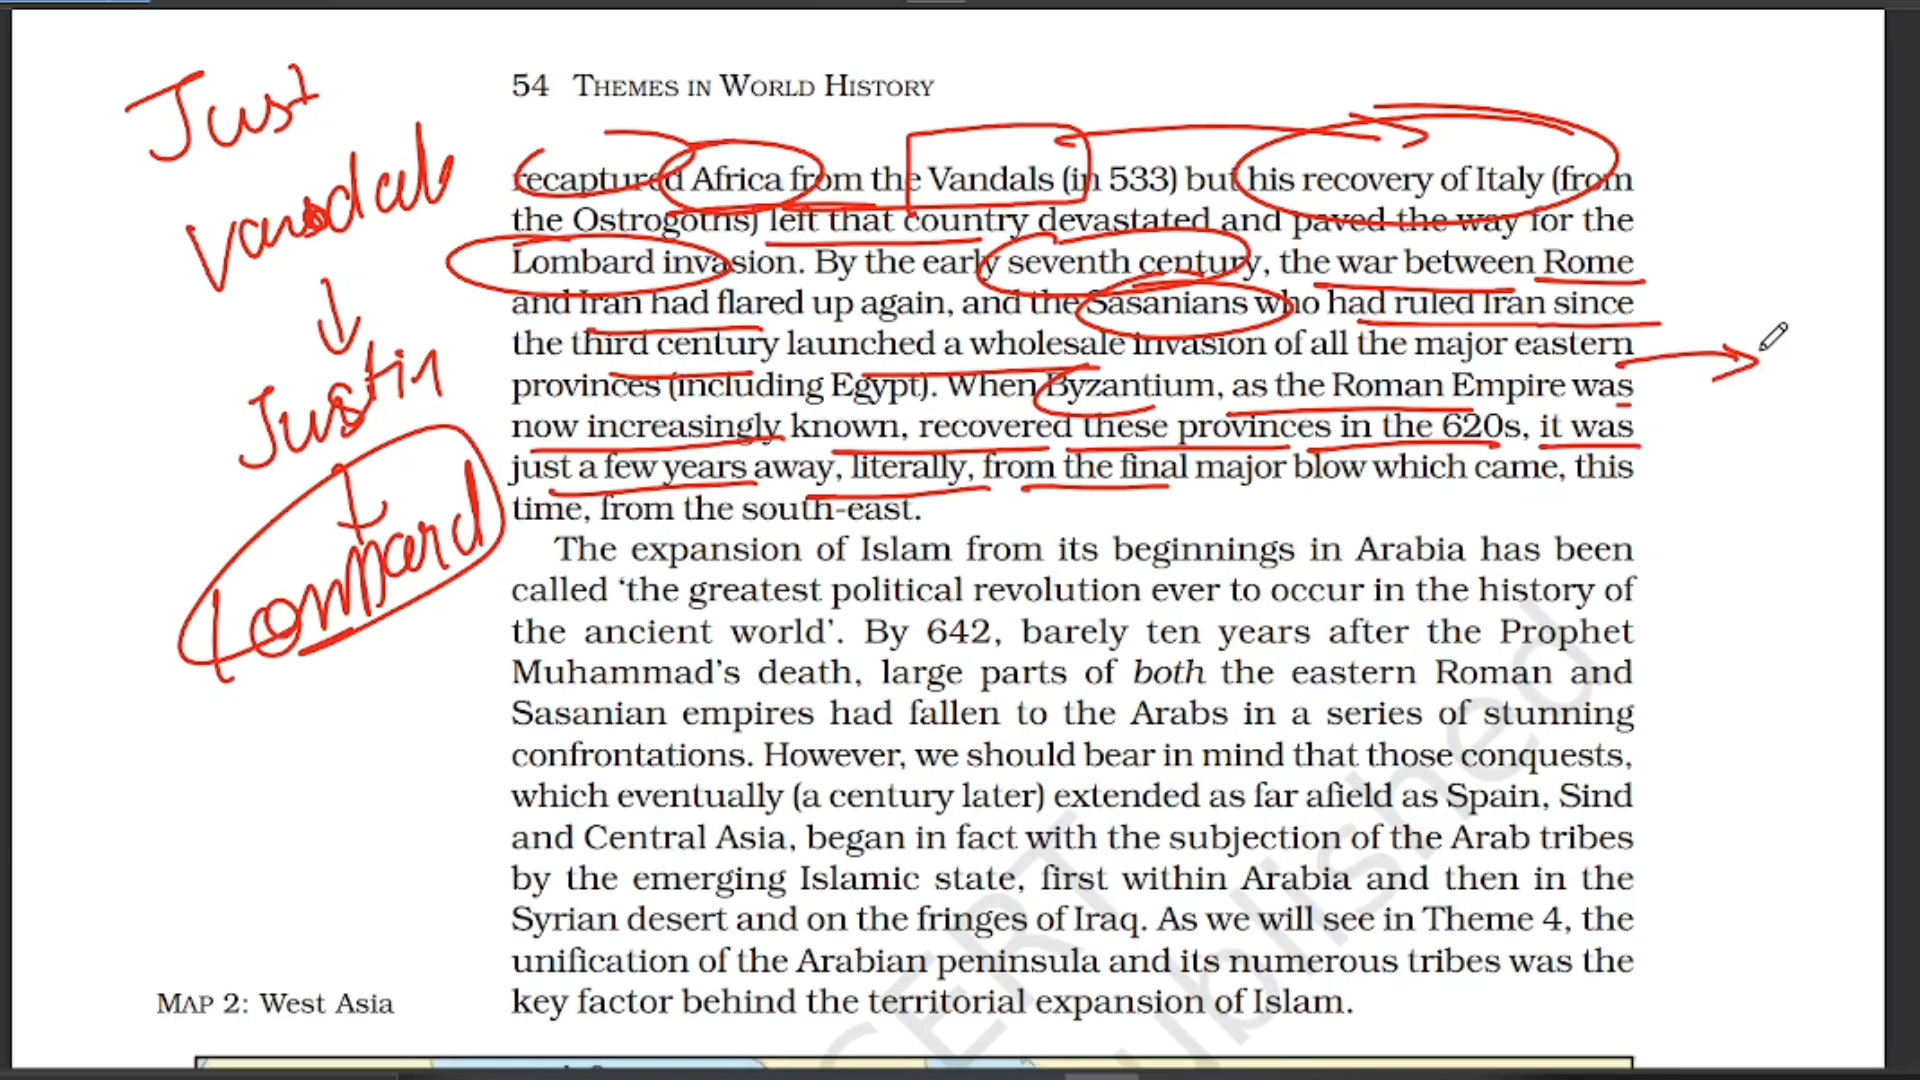 54 THEMES IN WORLD HISTORY
recaptured Africa from the Vandals (in 533) but his recovery of Italy (from
the Ostrogoths) left that country devastated and paved the way for the
Lombard invasion. By the early seventh century, the war between Rome
and Iran had flared up again, and the Sasanians who had ruled Iran since
the third century launched a wholesale invasion of all the major eastern
provinces (including Egypt). When Byzantium, as the Roman Empire was
now increasingly known, recovered these provinces in the 620s, it was
just a few years away, literally, from the final major blow which came, this
time, from the south-east.
The expansion of Islam from its beginnings in Arabia has been
called ‘the greatest political revolution ever to occur in the history of
the ancient world’. By 642, barely ten years after the Prophet
Muhammad’s death, large parts of both the eastern Roman and
Sasanian empires had fallen to the Arabs in a series of stunning
confrontations. However, we should bear in mind that those conquests,
which eventually (a century later) extended as far afield as Spain, Sind
and Central Asia, began in fact with the subjection of the Arab tribes
by the emerging Islamic state, first within Arabia and then in the
Syrian desert and on the fringes of Iraq. As we will see in Theme 4, the
unification of the Arabian peninsula and its numerous tribes was the
key factor behind the territorial expansion of Islam.
MAP 2: West Asia
Just
Justin